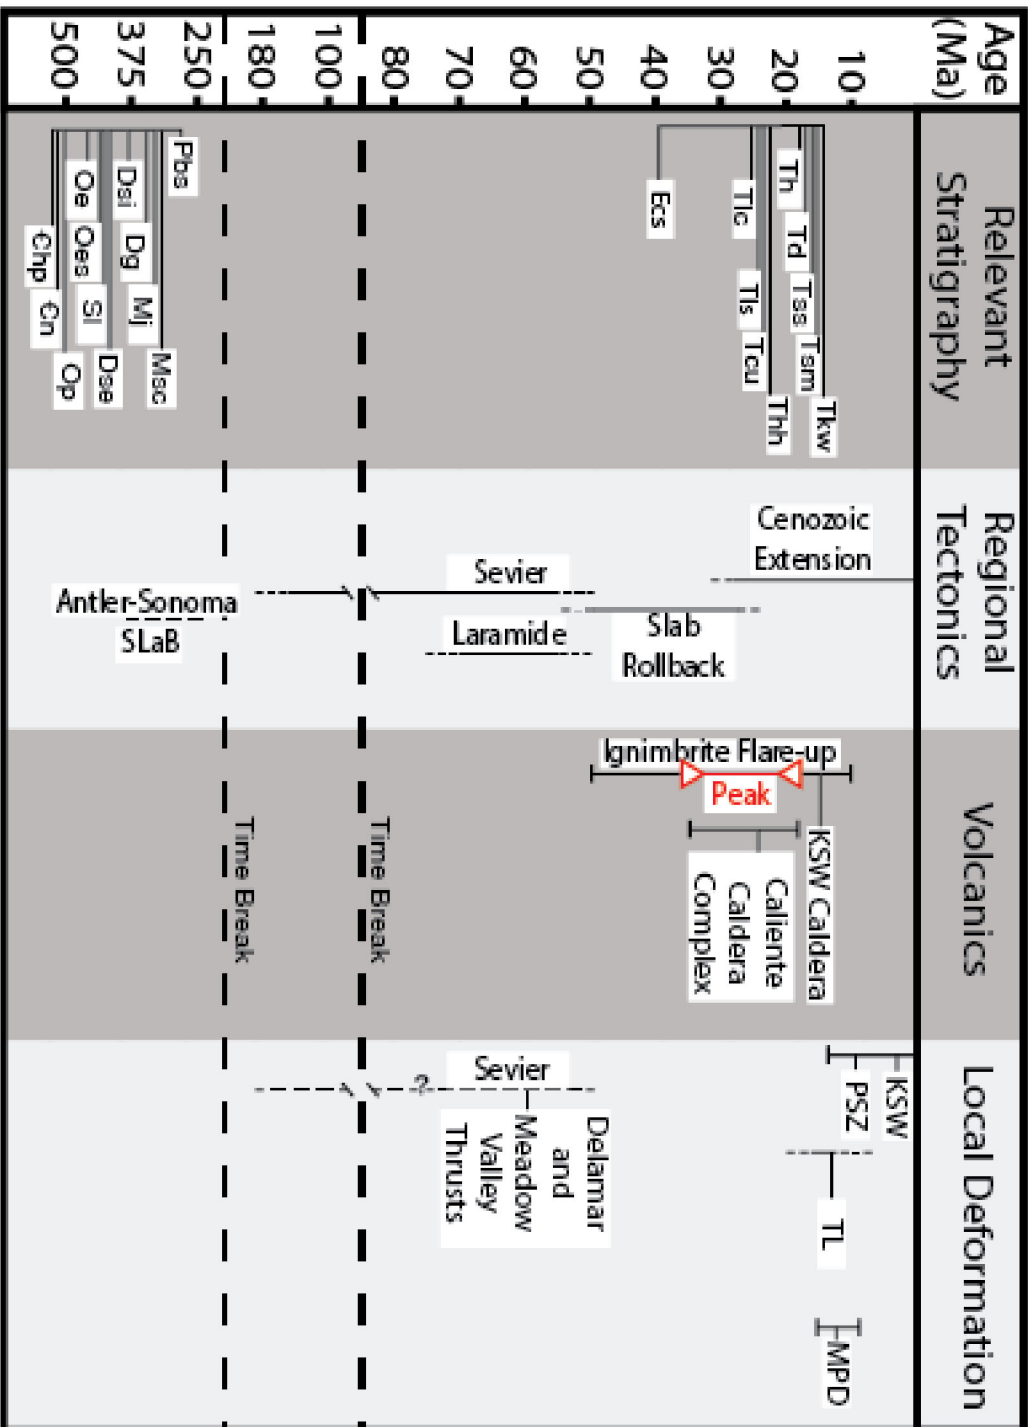 Age
(Ma)
10
20
30
40
50
60
70
80
100
180
250
375
500
Relevant
Stratigraphy
Tkw
Tsm
Tss
Td
Th
Thh
Tcu
Tls
Tlc
Ecs
Pbs
Msc
Mj
Dg
Dsi
Dse
Sl
Oes
Oe
Op
Єn
Єhp
Regional
Tectonics
Cenozoic
Extension
Sevier
Slab
Rollback
Laramide
Antler-Sonoma
SLaB
Volcanics
Ignimbrite Flare-up
Peak
KSW Caldera
Caliente
Caldera
Complex
Time Break
Time Break
Local Deformation
KSW
PSZ
TL
MPD
Sevier
?
Delamar
and
Meadow
Valley
Thrusts